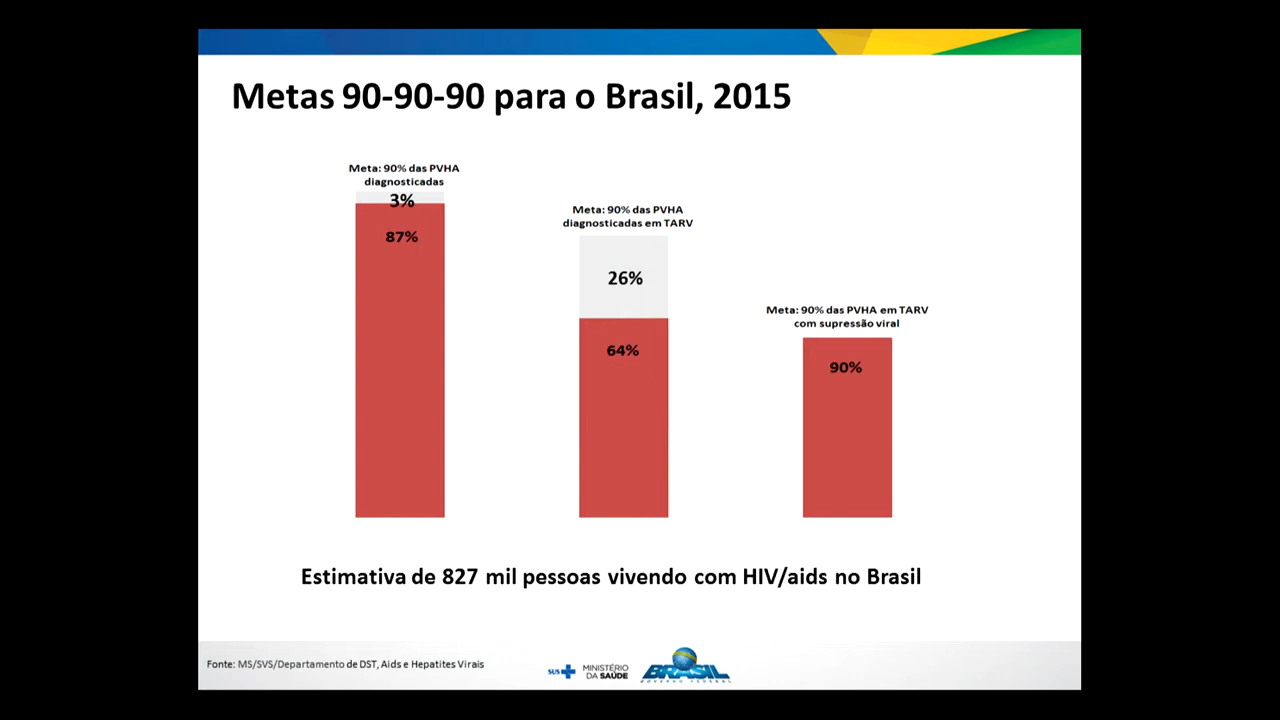 Metas 90-90-90 para o Brasil, 2015
Meta: 90% das PVHA
diagnosticadas
3%
87%
Meta: 90% das PVHA
diagnosticadas em TARV
26%
64%
Meta: 90% das PVHA em TARV
com supressão viral
90%
Estimativa de 827 mil pessoas vivendo com HIV/aids no Brasil
Fonte: MS/SVS/Departamento de DST, Aids e Hepatites Virais
SUS
MINISTÉRIO
DA SAÚDE
BRASIL
GOVERNO FEDERAL